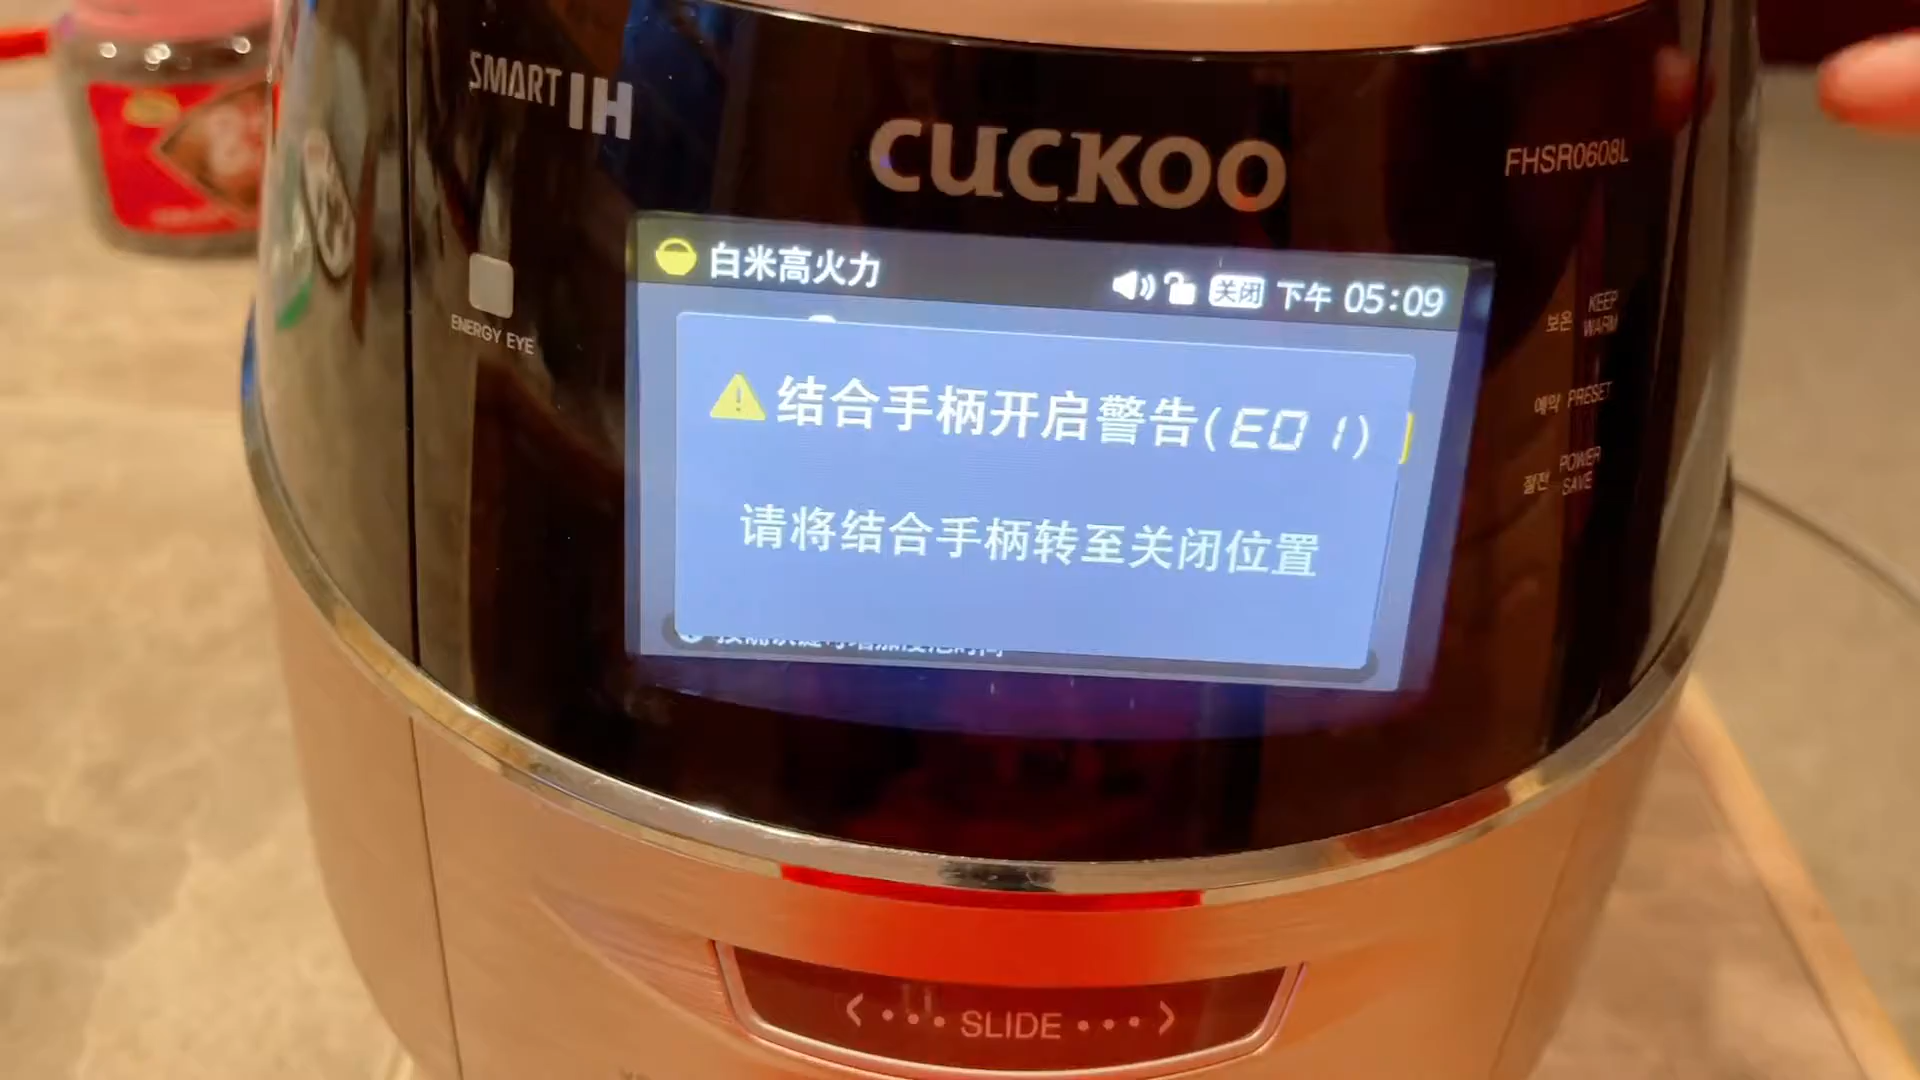 SMART IH
CUCKOO
FHSR0608L
ENERGY EYE
白米高火力
关闭 下午 05:09
结合手柄开启警告(E01)
请将结合手柄转至关闭位置
보온 KEEP WARM
예약 PRESET
절전 POWER SAVE
SLIDE